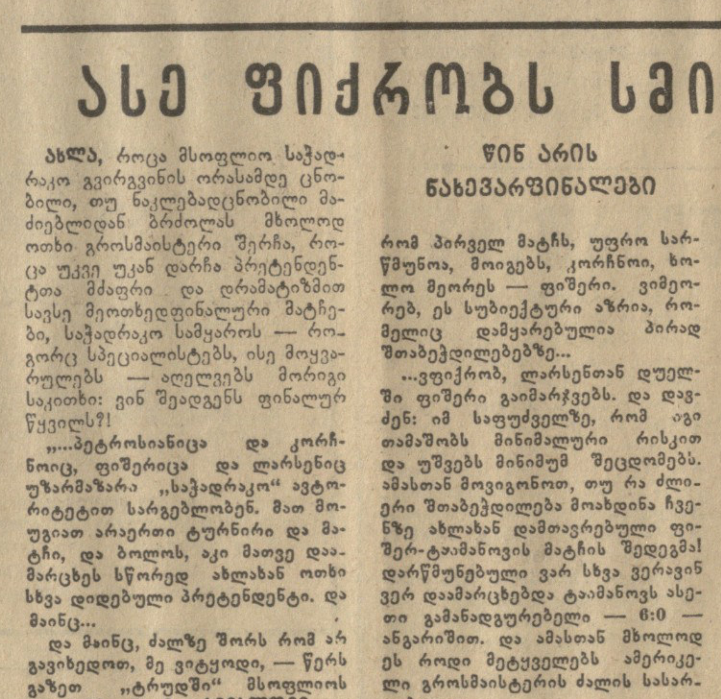 ასე ფიქრობს სმი
ახლა, როცა მსოფლიო საჭად-
რაკო გვირგვინის ორასამდე ცნო-
ბილი, თუ ნაკლებადცნობილი მა-
ძიებლიდან ბრძოლას მხოლოდ
ოთხი გროსმაისტერი შერჩა, რო-
ცა უკვე უკან დარჩა პრეტენდენ-
ტთა მძაფრი და დრამატიზმით
სავსე მეოთხედფინალური მატჩე-
ბი, საჭადრაკო სამყაროს — რო-
გორც სპეციალისტებს, ისე მოყვა-
რულებს — აღელვებს მორიგი
საკითხი: ვინ შეადგენს ფინალურ
წყვილს?!
„...პეტროსიანიცა და კორჩ-
ნოიც, ფიშერიცა და ლარსენიც
უზარმაზარა „საჭადრაკო“ ავტო-
რიტეტით სარგებლობენ. მათ მო-
უგიათ არაერთი ტურნირი და მა-
ტჩი, და ბოლოს, აკი მათვე დაა-
მარცხეს სწორედ ახლახან ოთხი
სხვა დიდებული პრეტენდენტი. და
მაინც...
და მაინც, ძალზე შორს რომ არ
გავიხედოთ, მე ვიტყოდი, — წერს
გაზეთ „ტრუდში“ მსოფლიოს
წინ არის
ნახევარფინალები
რომ პირველ მატჩს, უფრო სარ-
წმუნოა, მოიგებს, კორჩნოი, ხო-
ლო მეორეს — ფიშერი. ვიმეო-
რებ, ეს სუბიექტური აზრია, რო-
მელიც დამყარებულია პირად
შთაბეჭდილებებზე...
...ვფიქრობ, ლარსენთან დუელ-
ში ფიშერი გაიმარჯვებს. და დავ-
ძენ: იმ საფუძველზე, რომ იგი
თამაშობს მინიმალური რისკით
და უშვებს მინიმუმ შეცდომებს.
ამასთან მოვიგონოთ, თუ რა ძლი-
ერი შთაბეჭდილება მოახდინა ჩვე-
ნზე ახლახან დამთავრებული ფი-
შერ-ტაიმანოვის მატჩის შედეგმა!
დარწმუნებული ვარ სხვა ვერავინ
ვერ დაამარცხებდა ტაიმანოვს ასე-
თი გამანადგურებელი — 6:0 —
ანგარიშით. და ამასთან მხოლოდ
ეს როდი მეტყველებს ამერიკე-
ლი გროსმაისტერის ძალის სასარ-